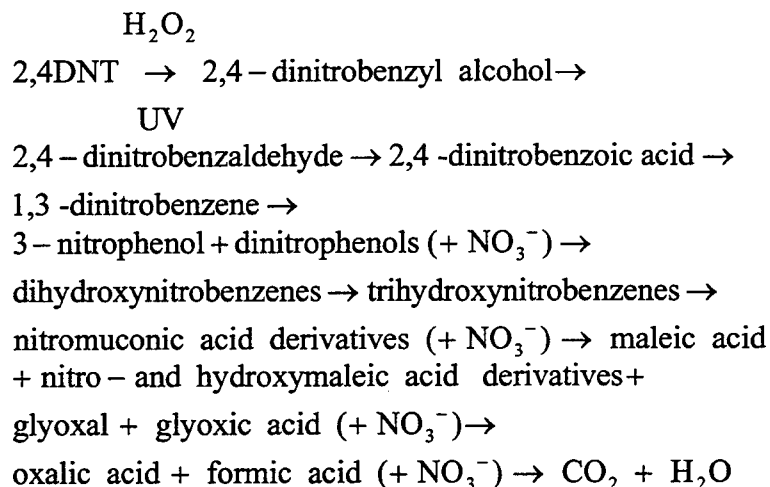 H₂O₂
2,4DNT → 2,4 – dinitrobenzyl alcohol→
UV
2,4 – dinitrobenzaldehyde → 2,4 -dinitrobenzoic acid →
1,3 -dinitrobenzene →
3 – nitrophenol + dinitrophenols (+ NO₃⁻) →
dihydroxynitrobenzenes → trihydroxynitrobenzenes →
nitromuconic acid derivatives (+ NO₃⁻) → maleic acid
+ nitro – and hydroxymaleic acid derivatives+
glyoxal + glyoxic acid (+ NO₃⁻)→
oxalic acid + formic acid (+ NO₃⁻) → CO₂ + H₂O